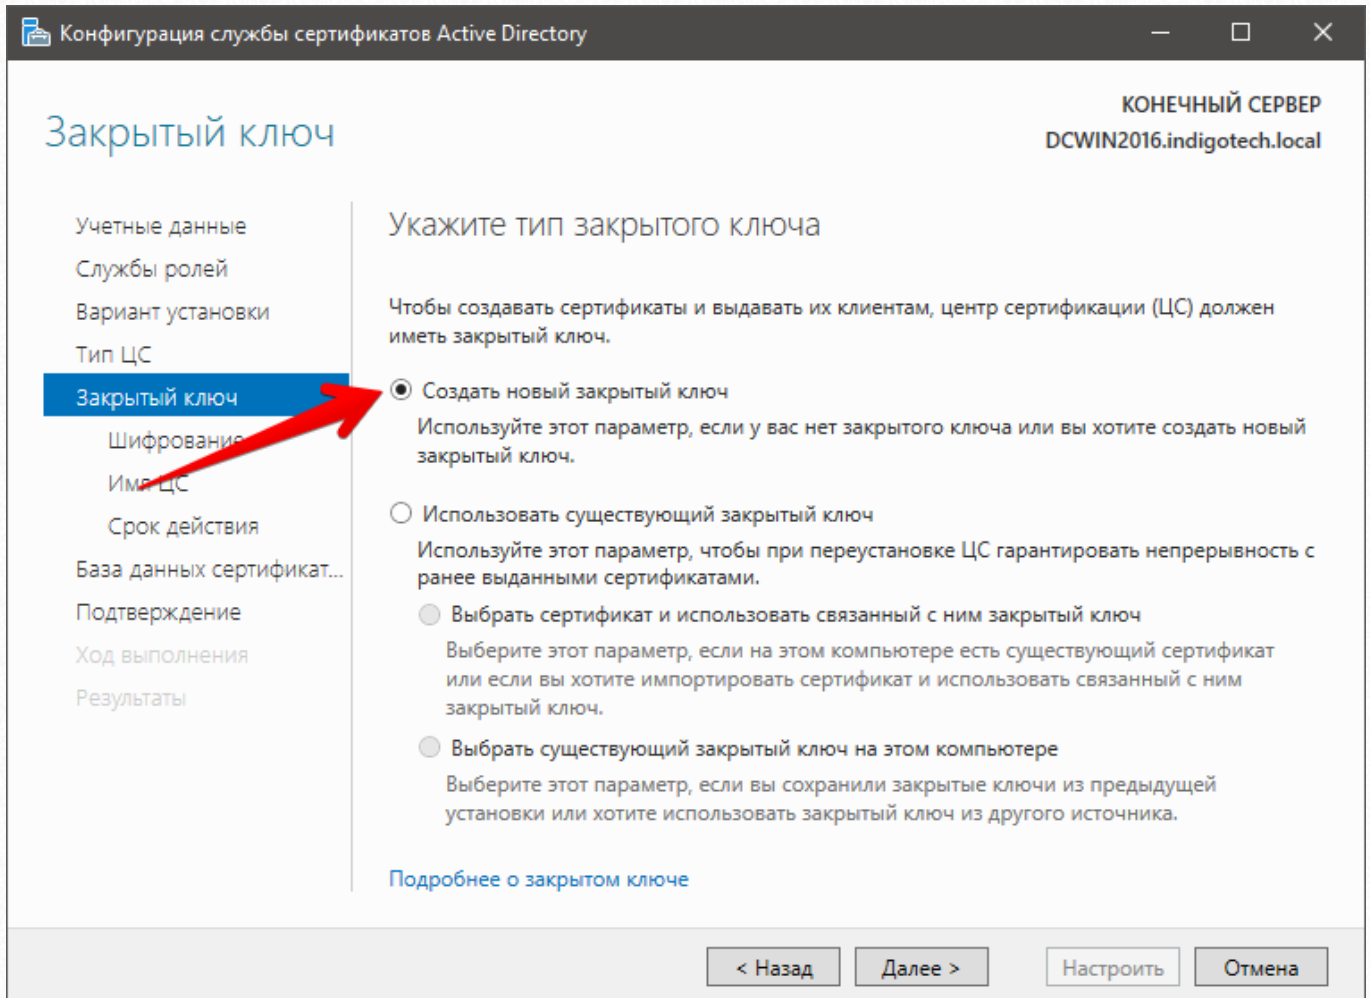 Конфигурация службы сертификатов Active Directory
Закрытый ключ
КОНЕЧНЫЙ СЕРВЕР
DCWIN2016.indigotech.local
Учетные данные
Службы ролей
Вариант установки
Тип ЦС
Закрытый ключ
Шифрование
Имя ЦС
Срок действия
База данных сертификат...
Подтверждение
Ход выполнения
Результаты
Укажите тип закрытого ключа
Чтобы создавать сертификаты и выдавать их клиентам, центр сертификации (ЦС) должен
иметь закрытый ключ.
Создать новый закрытый ключ
Используйте этот параметр, если у вас нет закрытого ключа или вы хотите создать новый
закрытый ключ.
Использовать существующий закрытый ключ
Используйте этот параметр, чтобы при переустановке ЦС гарантировать непрерывность с
ранее выданными сертификатами.
Выбрать сертификат и использовать связанный с ним закрытый ключ
Выберите этот параметр, если на этом компьютере есть существующий сертификат
или если вы хотите импортировать сертификат и использовать связанный с ним
закрытый ключ.
Выбрать существующий закрытый ключ на этом компьютере
Выберите этот параметр, если вы сохранили закрытые ключи из предыдущей
установки или хотите использовать закрытый ключ из другого источника.
Подробнее о закрытом ключе
< Назад
Далее >
Настроить
Отмена